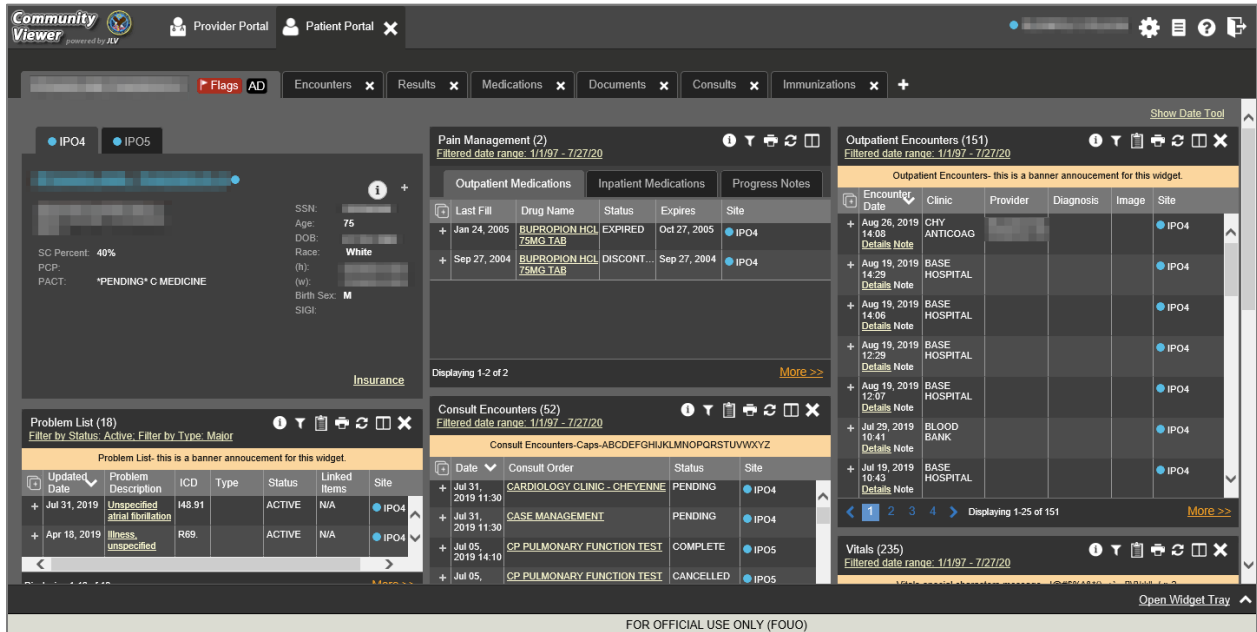 Community
Viewer powered by JLV
Provider Portal
Patient Portal
Flags AD
Encounters
Results
Medications
Documents
Consults
Immunizations
Show Date Tool
IPO4
IPO5
SSN:
Age: 75
DOB:
SC Percent: 40%
Race: White
PCP:
(h):
PACT: *PENDING* C MEDICINE
(w):
Birth Sex: M
SIGI:
Insurance
Problem List (18)
Filter by Status: Active; Filter by Type: Major
Problem List- this is a banner annoucement for this widget.
Updated Date Problem Description ICD Type Status Linked Items Site
Jul 31, 2019 Unspecified atrial fibrillation I48.91 ACTIVE N/A IPO4
Apr 18, 2019 Illness, unspecified R69. ACTIVE N/A IPO4
Pain Management (2)
Filtered date range: 1/1/97 - 7/27/20
Outpatient Medications
Inpatient Medications
Progress Notes
Last Fill Drug Name Status Expires Site
Jan 24, 2005 BUPROPION HCL 75MG TAB EXPIRED Oct 27, 2005 IPO4
Sep 27, 2004 BUPROPION HCL 75MG TAB DISCONT... Sep 27, 2004 IPO4
Displaying 1-2 of 2
More >>
Consult Encounters (52)
Filtered date range: 1/1/97 - 7/27/20
Consult Encounters-Caps-ABCDEFGHIJKLMNOPQRSTUVWXYZ
Date Consult Order Status Site
Jul 31, 2019 11:30 CARDIOLOGY CLINIC - CHEYENNE PENDING IPO4
Jul 31, 2019 11:30 CASE MANAGEMENT PENDING IPO4
Jul 05, 2019 14:10 CP PULMONARY FUNCTION TEST COMPLETE IPO5
Jul 05, CP PULMONARY FUNCTION TEST CANCELLED IPO5
Outpatient Encounters (151)
Filtered date range: 1/1/97 - 7/27/20
Outpatient Encounters- this is a banner annoucement for this widget.
Encounter Date Clinic Provider Diagnosis Image Site
Aug 26, 2019 14:08 CHY ANTICOAG IPO4
Details Note
Aug 19, 2019 14:29 BASE HOSPITAL IPO4
Details Note
Aug 19, 2019 14:06 BASE HOSPITAL IPO4
Details Note
Aug 19, 2019 12:29 BASE HOSPITAL IPO4
Details Note
Aug 19, 2019 12:07 BASE HOSPITAL IPO4
Details Note
Jul 29, 2019 10:41 BLOOD BANK IPO4
Details Note
Jul 19, 2019 10:43 BASE HOSPITAL IPO4
Details Note
1 2 3 4 Displaying 1-25 of 151
More >>
Vitals (235)
Filtered date range: 1/1/97 - 7/27/20
Open Widget Tray
FOR OFFICIAL USE ONLY (FOUO)